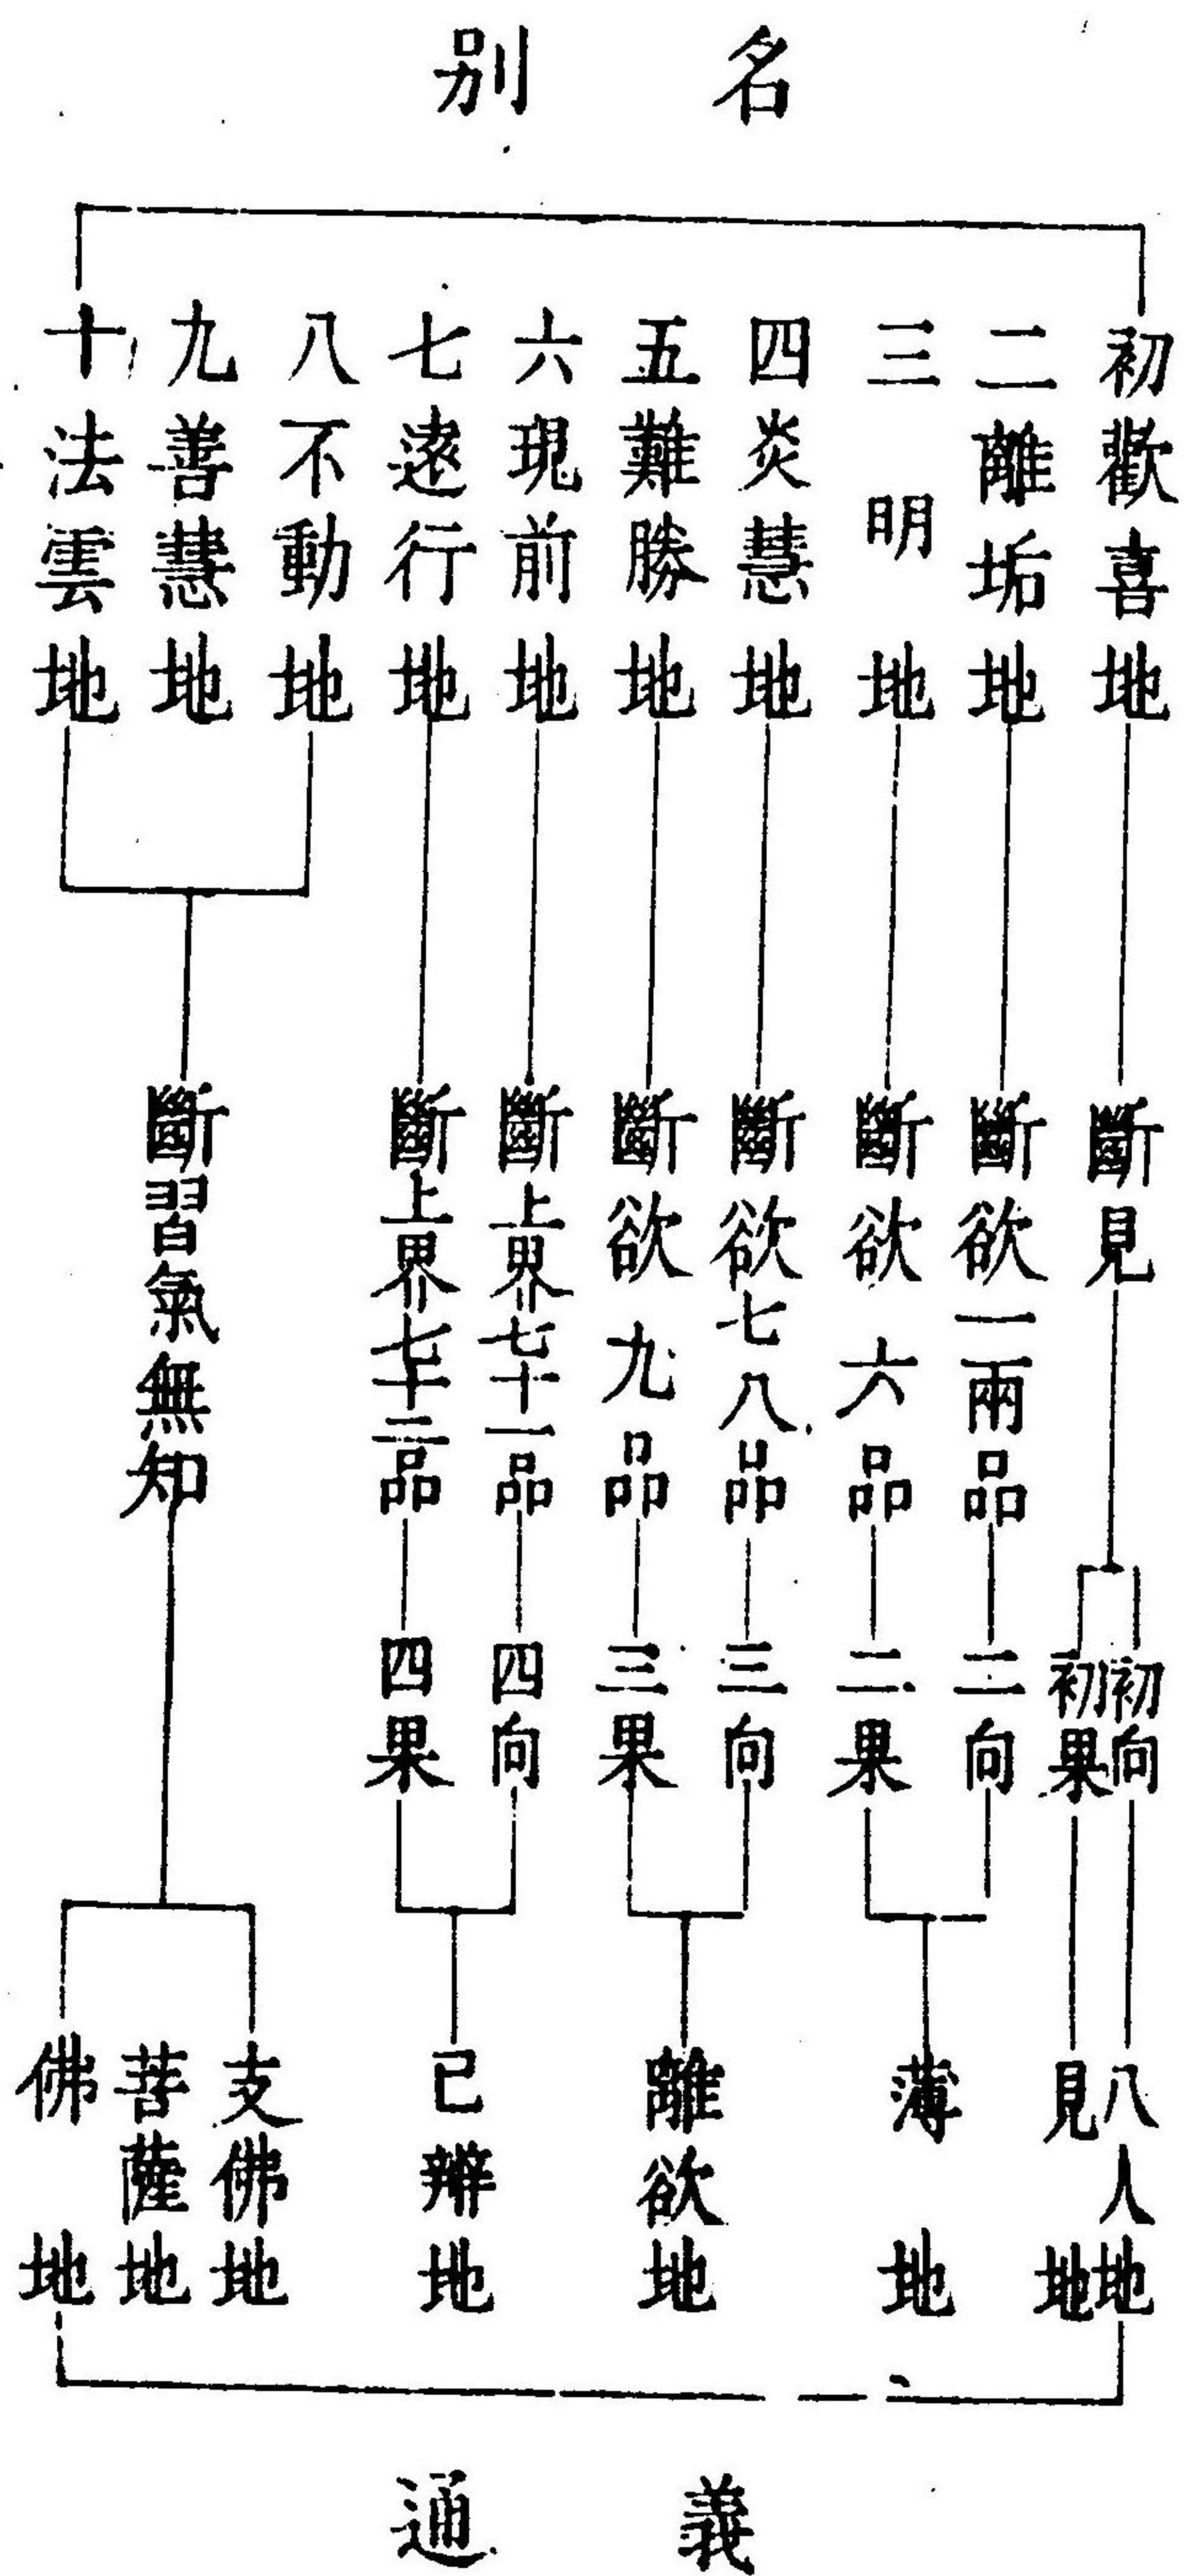 名別
初歡喜地
二離垢地
三明地
四炎慧地
五難勝地
六現前地
七遠行地
八不動地
九善慧地
十法雲地
斷見
斷欲一兩品
斷欲六品
斷欲七八品
斷欲九品
斷上界七十一品
斷上界七十二品
斷習氣無知
初向
初果
二向
二果
三向
三果
四向
四果
八人地
見地
薄地
離欲地
已辦地
支佛地
菩薩地
佛地
義通